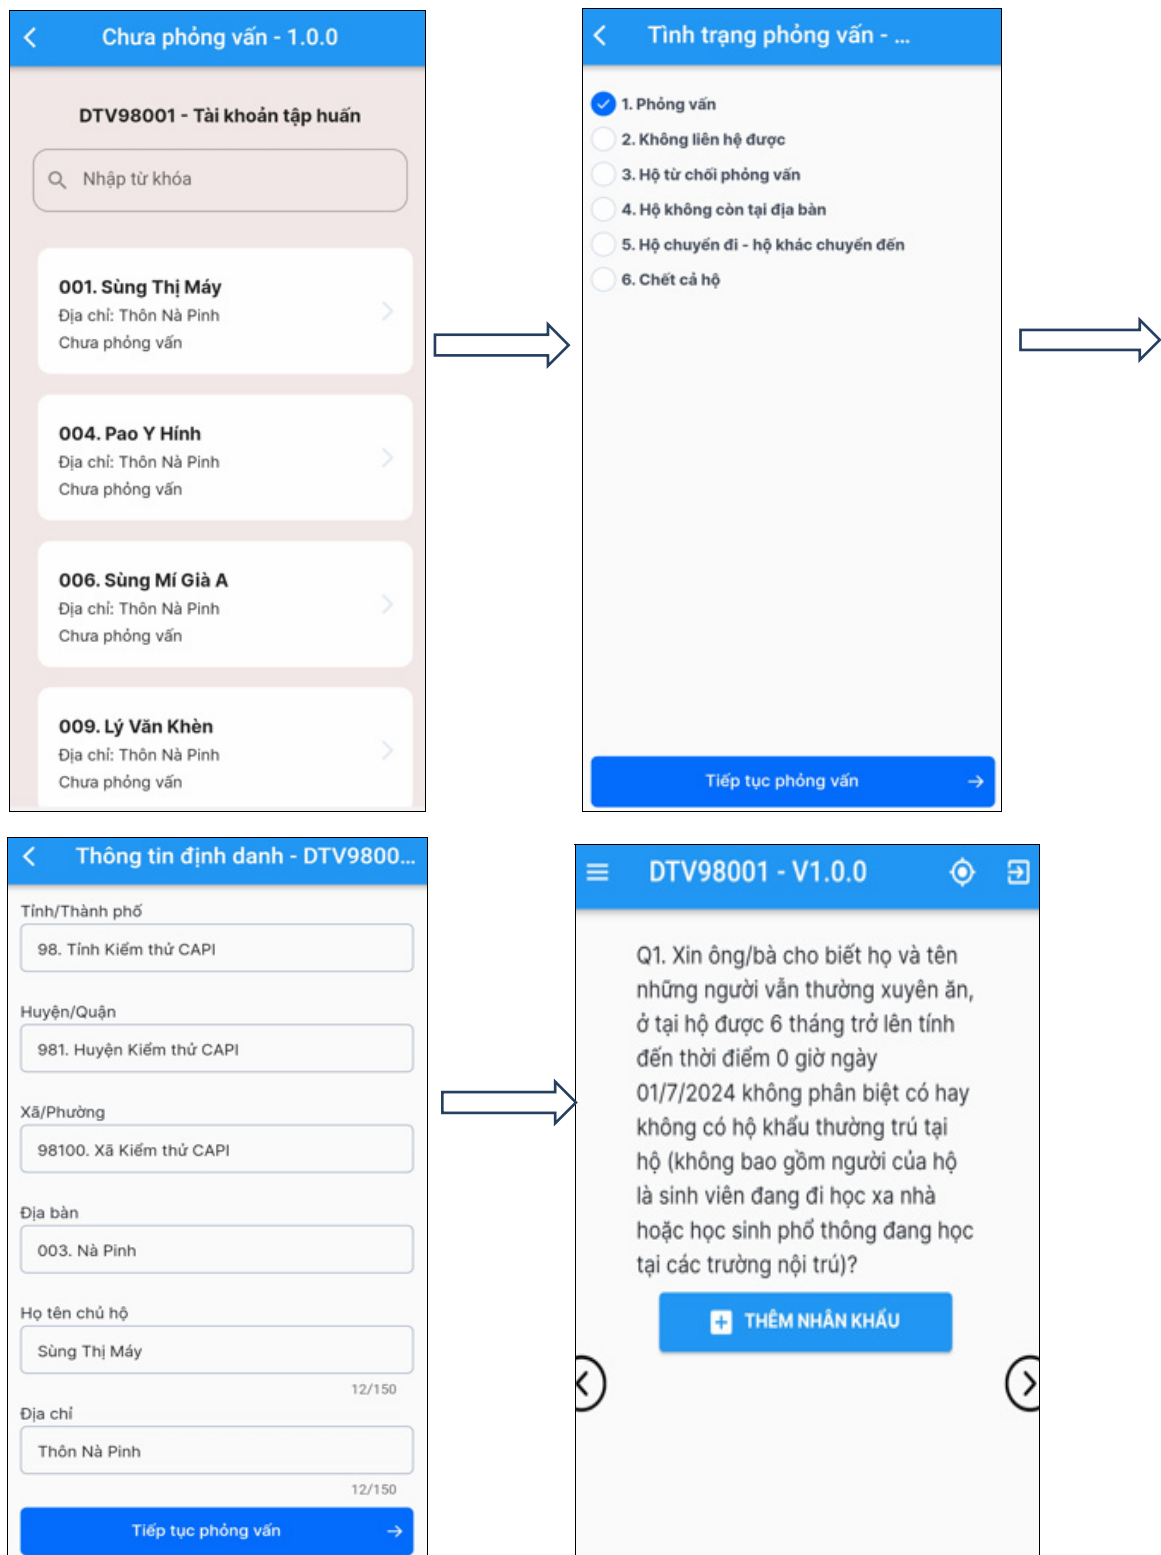 Chưa phỏng vấn - 1.0.0
DTV98001 - Tài khoản tập huấn
Nhập từ khóa
001. Sùng Thị Máy
Địa chỉ: Thôn Nà Pinh
Chưa phỏng vấn
004. Pao Y Hính
Địa chỉ: Thôn Nà Pinh
Chưa phỏng vấn
006. Sùng Mí Già A
Địa chỉ: Thôn Nà Pinh
Chưa phỏng vấn
009. Lý Văn Khèn
Địa chỉ: Thôn Nà Pinh
Chưa phỏng vấn
Tình trạng phỏng vấn - ...
1. Phỏng vấn
2. Không liên hệ được
3. Hộ từ chối phỏng vấn
4. Hộ không còn tại địa bàn
5. Hộ chuyển đi - hộ khác chuyển đến
6. Chết cả hộ
Tiếp tục phỏng vấn
Thông tin định danh - DTV9800...
Tỉnh/Thành phố
98. Tỉnh Kiểm thử CAPI
Huyện/Quận
981. Huyện Kiểm thử CAPI
Xã/Phường
98100. Xã Kiểm thử CAPI
Địa bàn
003. Nà Pinh
Họ tên chủ hộ
Sùng Thị Máy
12/150
Địa chỉ
Thôn Nà Pinh
12/150
Tiếp tục phỏng vấn
DTV98001 - V1.0.0
Q1. Xin ông/bà cho biết họ và tên
những người vẫn thường xuyên ăn,
ở tại hộ được 6 tháng trở lên tính
đến thời điểm 0 giờ ngày
01/7/2024 không phân biệt có hay
không có hộ khẩu thường trú tại
hộ (không bao gồm người của hộ
là sinh viên đang đi học xa nhà
hoặc học sinh phổ thông đang học
tại các trường nội trú)?
THÊM NHÂN KHẨU